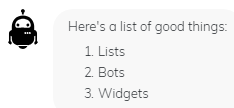 Here's a list of good things:
1. Lists
2. Bots
3. Widgets